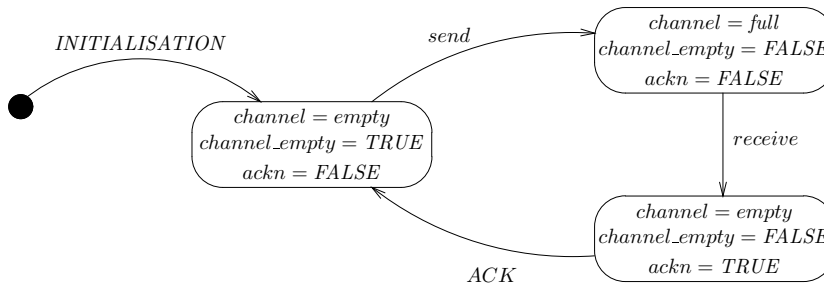 INITIALISATION
send
channel = full
channel_empty = FALSE
ackn = FALSE
channel = empty
channel_empty = TRUE
ackn = FALSE
receive
channel = empty
channel_empty = FALSE
ackn = TRUE
ACK